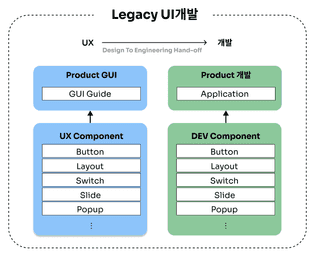 Legacy UI개발
UX
개발
Design To Engineering Hand-off
Product GUI
GUI Guide
Product 개발
Application
UX Component
Button
Layout
Switch
Slide
Popup
⋮
DEV Component
Button
Layout
Switch
Slide
Popup
⋮